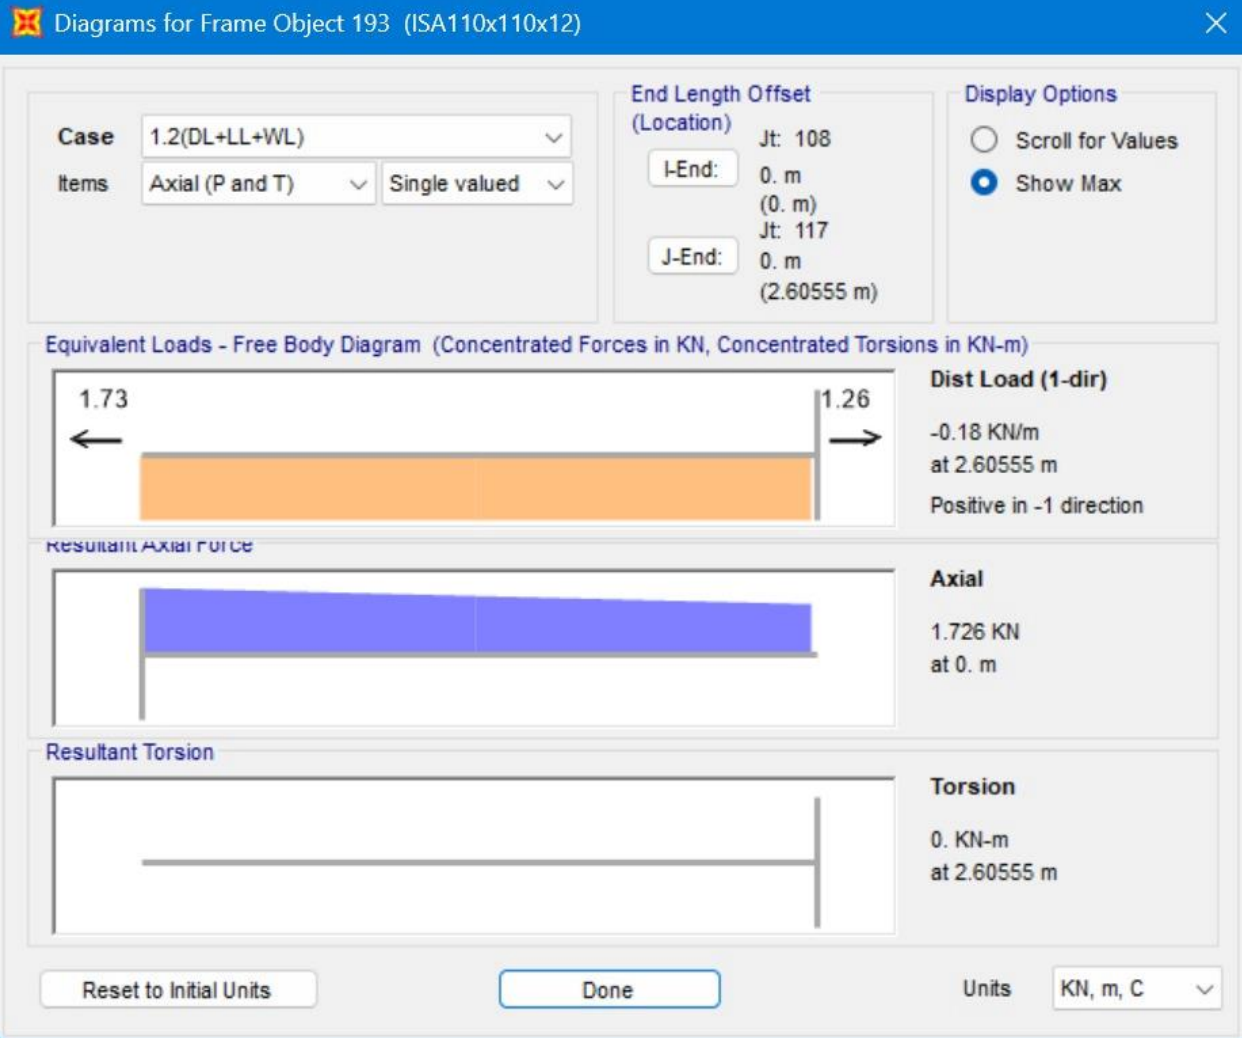 Diagrams for Frame Object 193 (ISA110x110x12)
Case 1.2(DL+LL+WL)
Items Axial (P and T) Single valued
End Length Offset
(Location)
Jt: 108
I-End: 0. m
(0. m)
Jt: 117
J-End: 0. m
(2.60555 m)
Display Options
Scroll for Values
Show Max
Equivalent Loads - Free Body Diagram (Concentrated Forces in KN, Concentrated Torsions in KN-m)
1.73
1.26
Dist Load (1-dir)
-0.18 KN/m
at 2.60555 m
Positive in -1 direction
Resultant Axial Force
Axial
1.726 KN
at 0. m
Resultant Torsion
Torsion
0. KN-m
at 2.60555 m
Reset to Initial Units
Done
Units KN, m, C